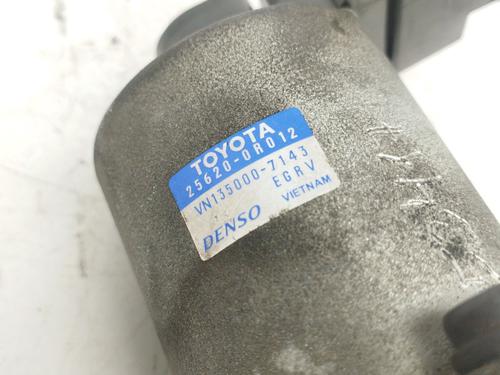 TOYOTA
25620-0R012
VN135000-7143
EGRV
DENSO VIETNAM